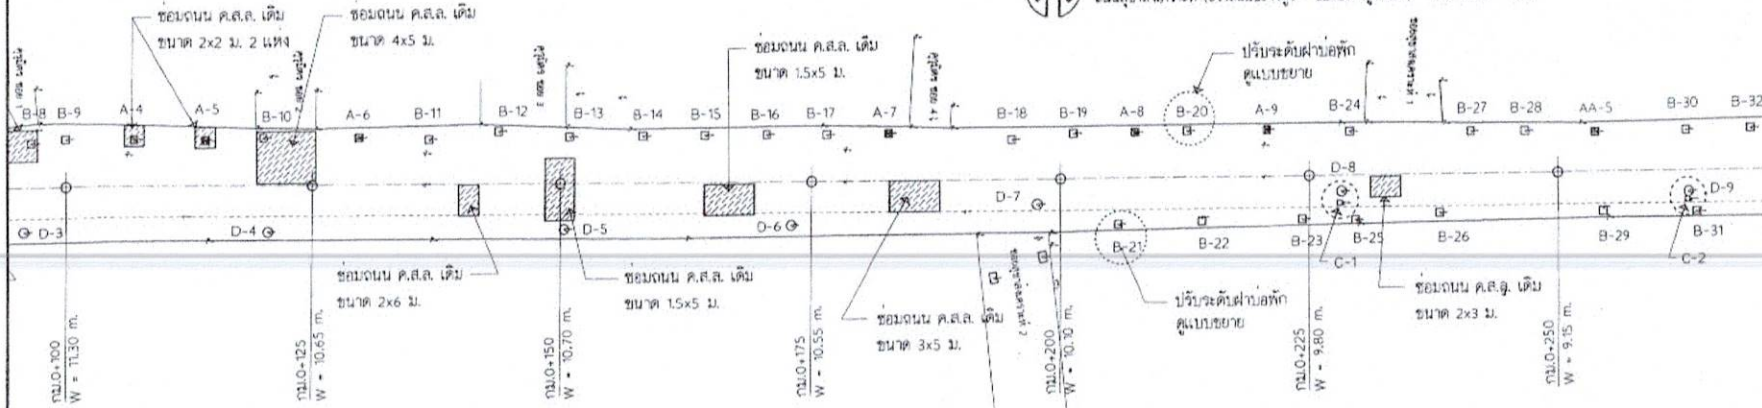 ซ่อมถนน ค.ส.ล. เดิม
ขนาด 2x2 ม. 2 แห่ง
ซ่อมถนน ค.ส.ล. เดิม
ขนาด 4x5 ม.
ซ่อมถนน ค.ส.ล. เดิม
ขนาด 1.5x5 ม.
ปรับระดับฝาบ่อพัก
ดูแบบขยาย
B-8
B-9
A-4
A-5
B-10
A-6
B-11
B-12
B-13
B-14
B-15
B-16
B-17
A-7
B-18
B-19
A-8
B-20
A-9
B-24
B-27
B-28
AA-5
B-30
B-32
D-8
D-9
D-7
D-3
D-4
D-5
D-6
B-21
B-22
B-23
B-25
B-26
B-29
B-31
C-1
C-2
ซ่อมถนน ค.ส.ล. เดิม
ขนาด 2x6 ม.
ซ่อมถนน ค.ส.ล. เดิม
ขนาด 1.5x5 ม.
ซ่อมถนน ค.ส.ล. เดิม
ขนาด 3x5 ม.
ปรับระดับฝาบ่อพัก
ดูแบบขยาย
ซ่อมถนน ค.ส.ล. เดิม
ขนาด 2x3 ม.
กม.0+100
W = 11.30 m.
กม.0+125
W = 10.65 m.
กม.0+150
W = 10.70 m.
กม.0+175
W = 10.55 m.
กม.0+200
W = 10.10 m.
กม.0+225
W = 9.80 m.
กม.0+250
W = 9.15 m.